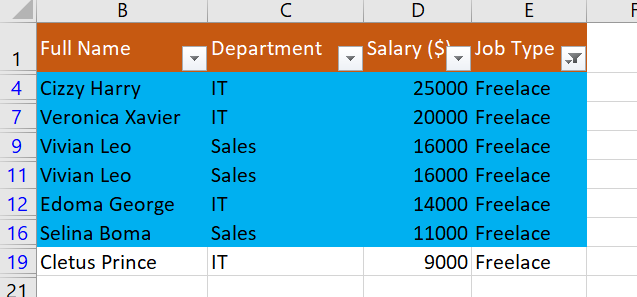 B C D E F
1 Full Name Department Salary ($) Job Type
4 Cizzy Harry IT 25000 Freelace
7 Veronica Xavier IT 20000 Freelace
9 Vivian Leo Sales 16000 Freelace
11 Vivian Leo Sales 16000 Freelace
12 Edoma George IT 14000 Freelace
16 Selina Boma Sales 11000 Freelace
19 Cletus Prince IT 9000 Freelace
21